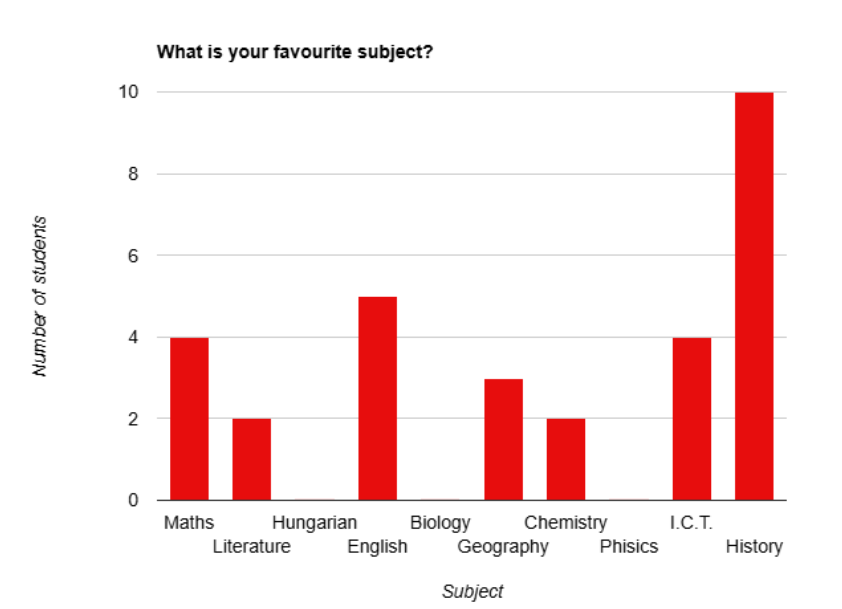 What is your favourite subject?
Number of students
10
8
6
4
2
0
Maths Hungarian Biology Chemistry I.C.T.
Literature English Geography Phisics History
Subject